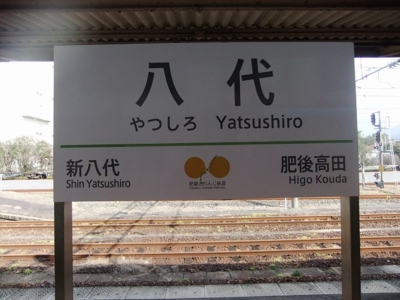 八代
やつしろ Yatsushiro
新八代
Shin Yatsushiro
肥後高田
Higo Kouda